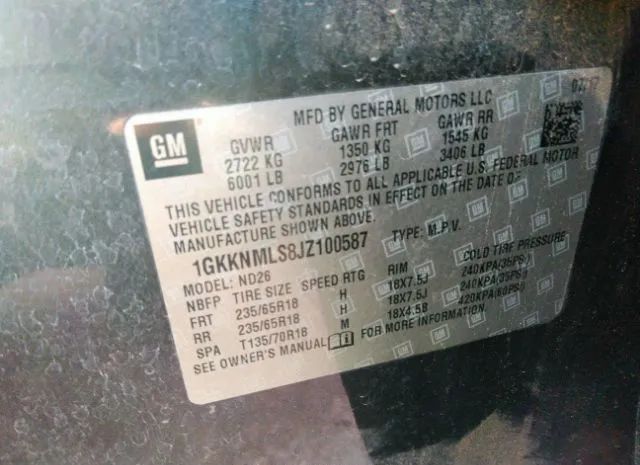 MFD BY GENERAL MOTORS LLC
GM
GVWR GAWR FRT GAWR RR
2722 KG 1350 KG 1545 KG
6001 LB 2976 LB 3406 LB
THIS VEHICLE CONFORMS TO ALL APPLICABLE U.S. FEDERAL MOTOR
VEHICLE SAFETY STANDARDS IN EFFECT ON THE DATE OF
MANUFACTURE SHOWN ABOVE.
1GKKNMLS8JZ100587 TYPE: M.P.V.
MODEL: ND26
NBFP TIRE SIZE SPEED RTG RIM COLD TIRE PRESSURE
FRT 235/65R18 H 18X7.5J 240KPA(35PSI)
RR 235/65R18 H 18X7.5J 240KPA(35PSI)
SPA T135/70R18 M 18X4.5B 420KPA(60PSI)
SEE OWNER'S MANUAL FOR MORE INFORMATION.